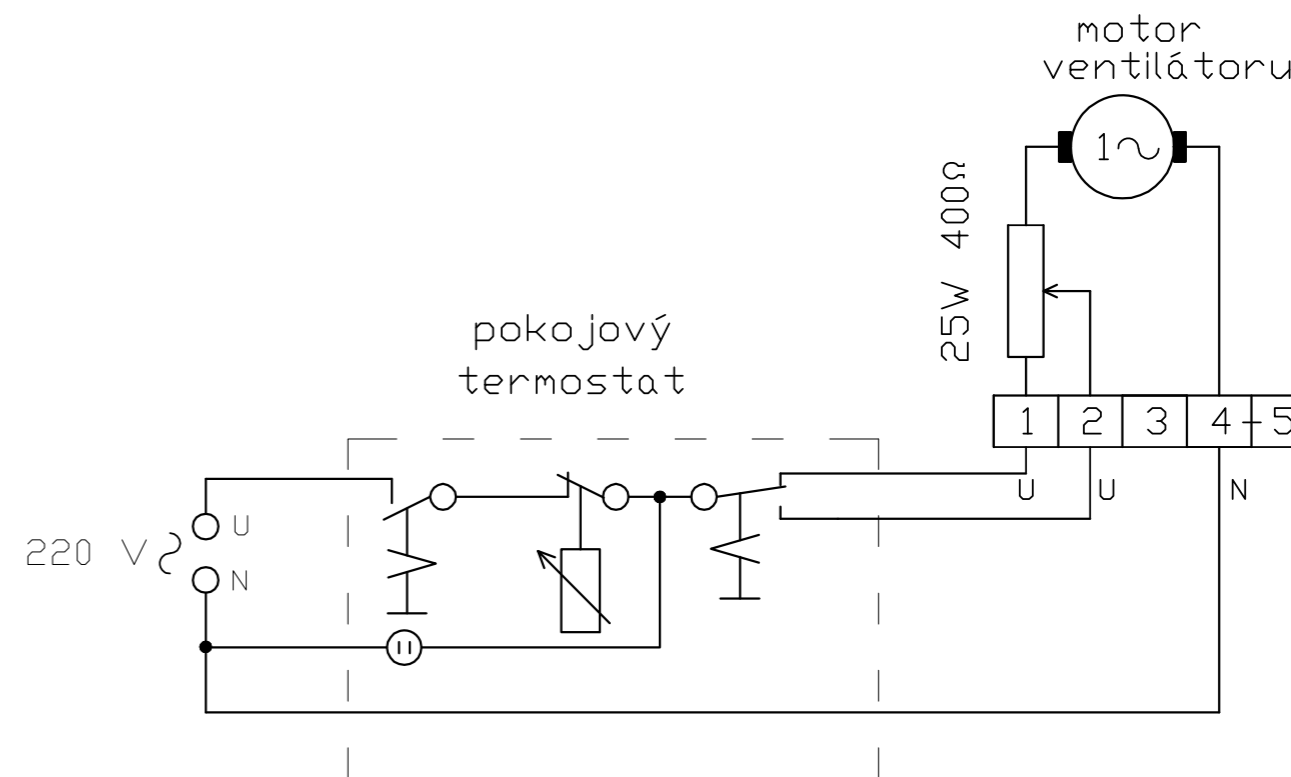 motor
ventilátoru
1
25W 400Ω
pokojový
termostat
1 2 3 4 5
U U N
220 V
U
N